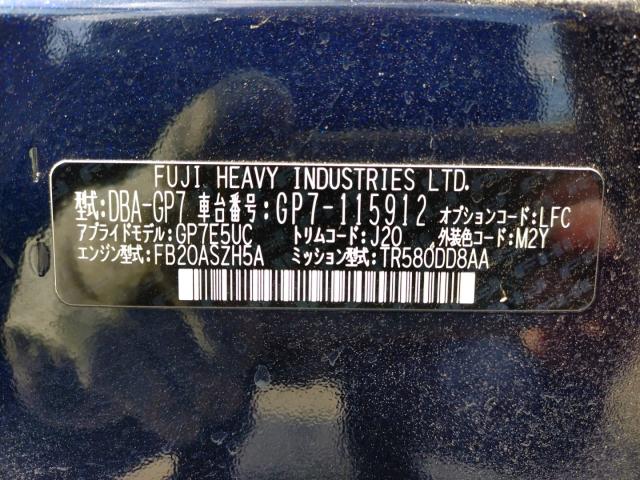 FUJI HEAVY INDUSTRIES LTD.
型式:DBA-GP7 車台番号:GP7-115912 オプションコード:LFC
アプライドモデル:GP7E5UC トリムコード:J20 外装色コード:M2Y
エンジン型式:FB20ASZH5A ミッション型式:TR580DD8AA